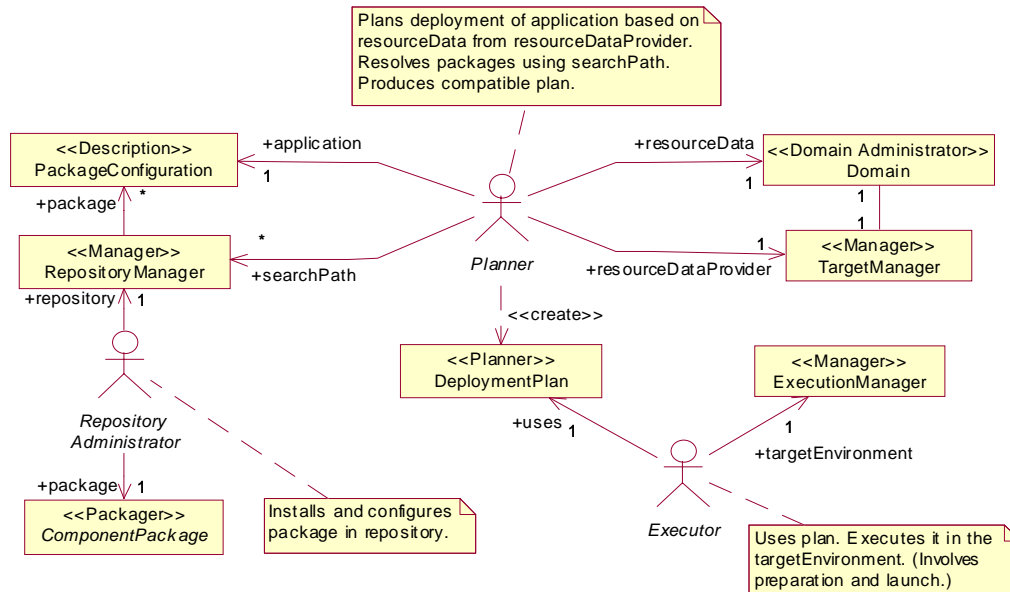 Plans deployment of application based on
resourceData from resourceDataProvider.
Resolves packages using searchPath.
Produces compatible plan.
<<Description>>
PackageConfiguration
+application
1
+resourceData
1
<<Domain Administrator>>
Domain
1
1
+package
*
<<Manager>>
RepositoryManager
*
+searchPath
Planner
1
+resourceDataProvider
<<Manager>>
TargetManager
+repository
1
<<create>>
<<Planner>>
DeploymentPlan
<<Manager>>
ExecutionManager
+uses
1
1
+targetEnvironment
Repository
Administrator
+package
1
<<Packager>>
ComponentPackage
Installs and configures
package in repository.
Executor
Uses plan. Executes it in the
targetEnvironment. (Involves
preparation and launch.)